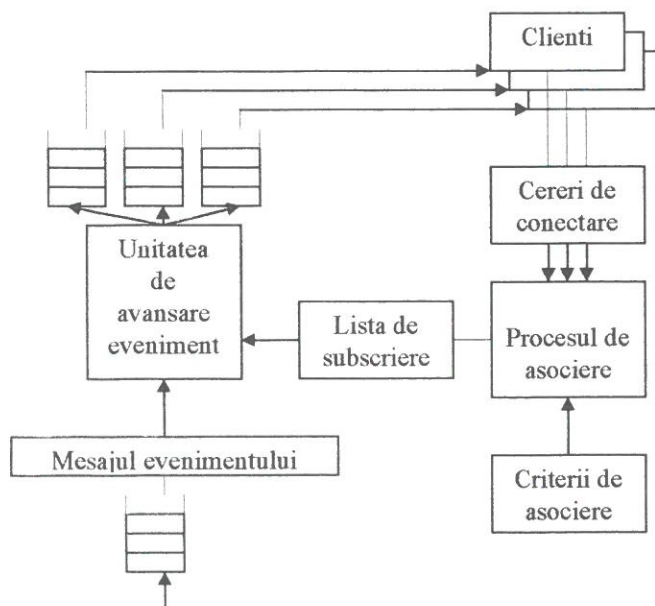 Clienti
Cereri de
conectare
Unitatea
de
avansare
eveniment
Lista de
subscriere
Procesul de
asociere
Mesajul evenimentului
Criterii de
asociere